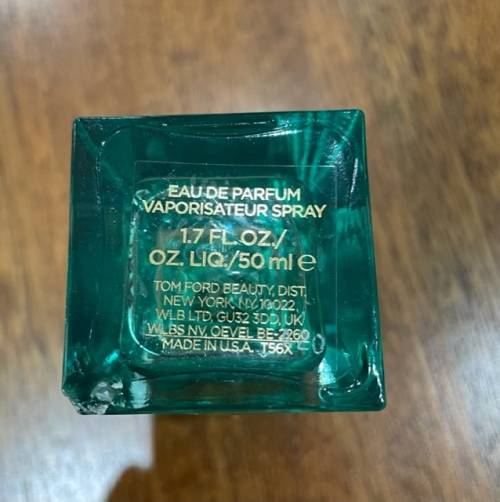 EAU DE PARFUM
VAPORISATEUR SPRAY
1.7 FL.OZ./
OZ. LIQ./50 ml e
TOM FORD BEAUTY, DIST.
NEW YORK, NY, 10022
WLB LTD, GU32 3DD, UK
WLBS NV, OEVEL BE-2260
MADE IN U.S.A. T56X